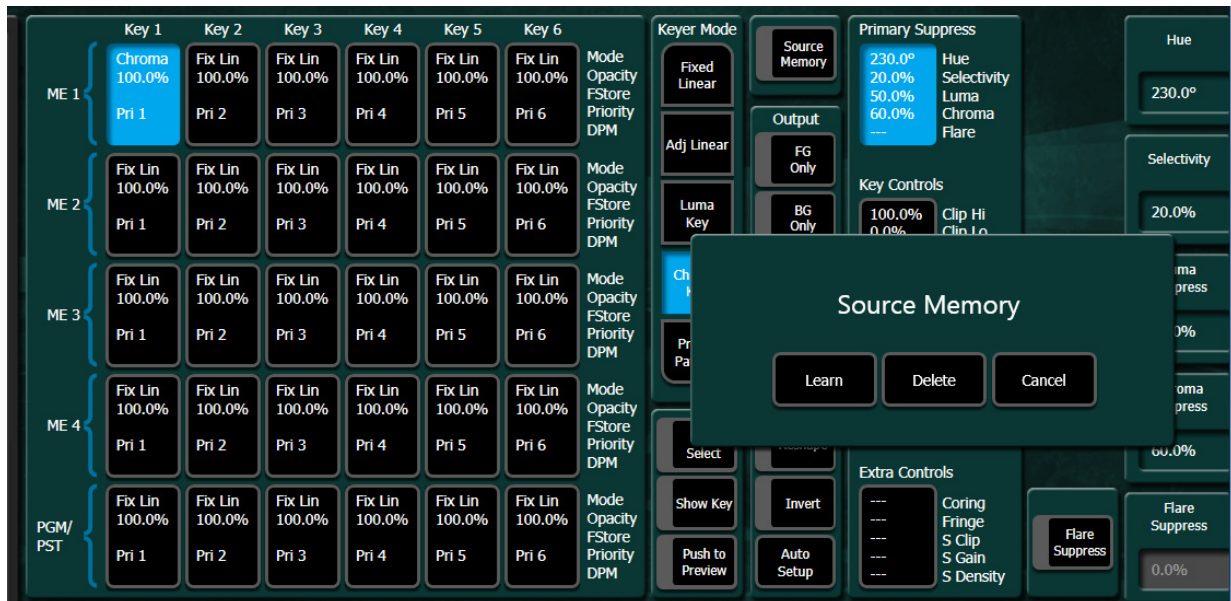 Key 1 Key 2 Key 3 Key 4 Key 5 Key 6
ME 1
Chroma Fix Lin Fix Lin Fix Lin Fix Lin Fix Lin Mode
100.0% 100.0% 100.0% 100.0% 100.0% 100.0% Opacity
FStore
Pri 1 Pri 2 Pri 3 Pri 4 Pri 5 Pri 6 Priority
DPM
ME 2
Fix Lin Fix Lin Fix Lin Fix Lin Fix Lin Fix Lin Mode
100.0% 100.0% 100.0% 100.0% 100.0% 100.0% Opacity
FStore
Pri 1 Pri 2 Pri 3 Pri 4 Pri 5 Pri 6 Priority
DPM
ME 3
Fix Lin Fix Lin Fix Lin Fix Lin Fix Lin Fix Lin Mode
100.0% 100.0% 100.0% 100.0% 100.0% 100.0% Opacity
FStore
Pri 1 Pri 2 Pri 3 Pri 4 Pri 5 Pri 6 Priority
DPM
ME 4
Fix Lin Fix Lin Fix Lin Fix Lin Fix Lin Fix Lin Mode
100.0% 100.0% 100.0% 100.0% 100.0% 100.0% Opacity
FStore
Pri 1 Pri 2 Pri 3 Pri 4 Pri 5 Pri 6 Priority
DPM
PGM/
PST
Fix Lin Fix Lin Fix Lin Fix Lin Fix Lin Fix Lin Mode
100.0% 100.0% 100.0% 100.0% 100.0% 100.0% Opacity
FStore
Pri 1 Pri 2 Pri 3 Pri 4 Pri 5 Pri 6 Priority
DPM
Keyer Mode
Fixed
Linear
Adj Linear
Luma
Key
Ch
Pr
Pa
Select
Show Key
Push to
Preview
Source
Memory
Output
FG
Only
BG
Only
Invert
Auto
Setup
Primary Suppress
230.0° Hue
20.0% Selectivity
50.0% Luma
60.0% Chroma
--- Flare
Key Controls
100.0% Clip Hi
0.0% Clip Lo
Source Memory
Learn Delete Cancel
Extra Controls
--- Coring
--- Fringe
--- S Clip
--- S Gain
--- S Density
Flare
Suppress
Hue
230.0°
Selectivity
20.0%
ma
press
0%
oma
press
60.0%
Flare
Suppress
0.0%